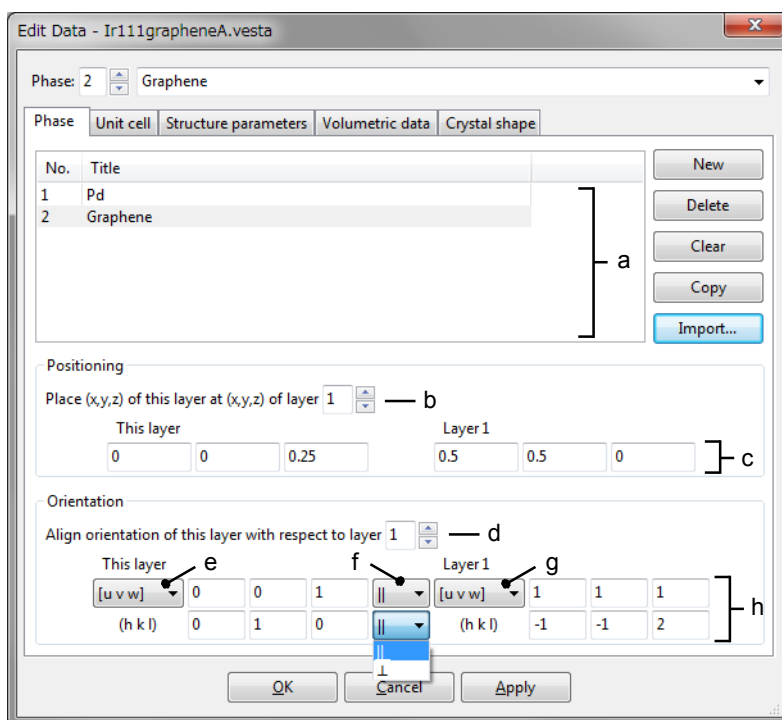 Edit Data - Ir111grapheneA.vesta
Phase: 2 Graphene
Phase Unit cell Structure parameters Volumetric data Crystal shape
No. Title New
1 Pd
2 Graphene Delete
a Clear
Copy
Import...
Positioning
Place (x,y,z) of this layer at (x,y,z) of layer 1 b
This layer Layer 1
0 0 0.25 0.5 0.5 0 c
Orientation
Align orientation of this layer with respect to layer 1 d
This layer e f Layer 1 g
[u v w] 0 0 1 || [u v w] 1 1 1 h
(h k l) 0 1 0 || (h k l) -1 -1 2
||
⊥
OK Cancel Apply